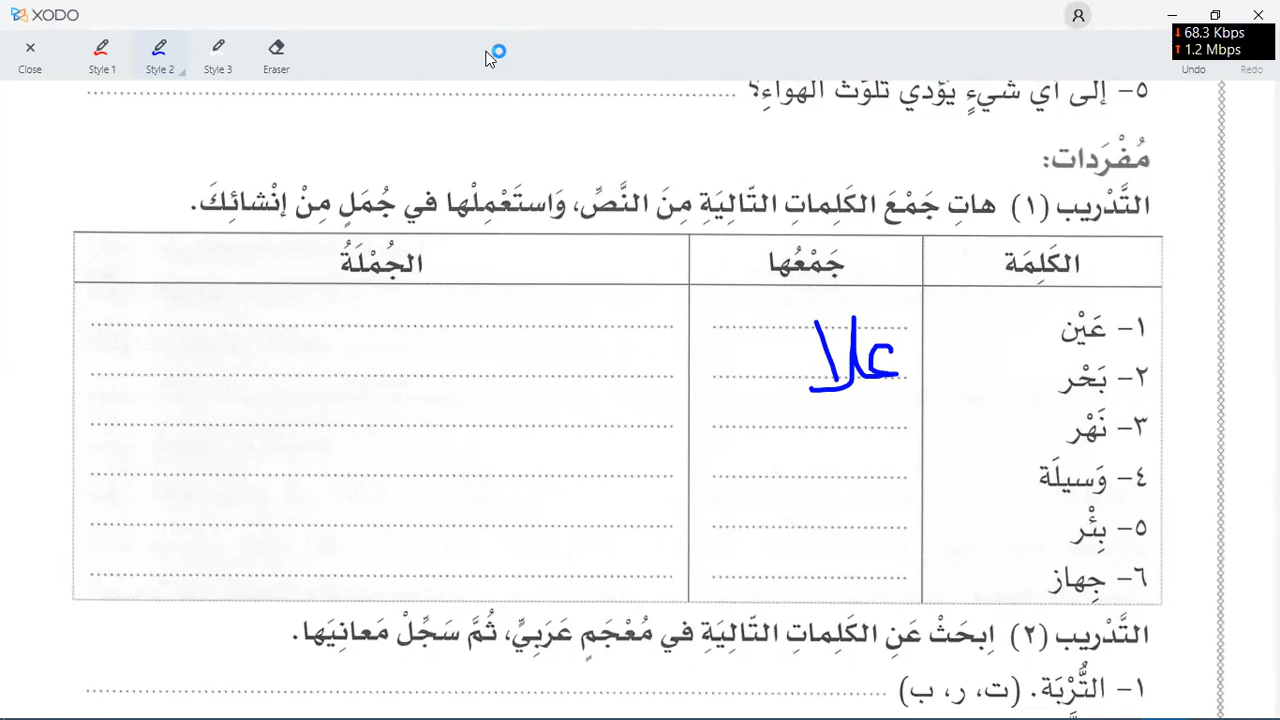 XODO
68.3 Kbps
1.2 Mbps
Close
Style 1
Style 2
Style 3
Eraser
Undo
Redo
٥- إلى أي شيءٍ يؤدي تلوث الهواءِ؟
مُفْرَدات:
التَّدْريب (١) هاتِ جَمْعَ الكَلِماتِ التّالِيَةِ مِنَ النَّصِّ، وَاستَعْمِلْها في جُمَلٍ مِنْ إنْشائِكَ.
الكَلِمَة جَمْعُها الجُمْلَةُ
١- عَيْن
علا
٢- بَحْر
٣- نَهْر
٤- وَسيلَة
٥- بِئْر
٦- جِهاز
التَّدْريب (٢) اِبحَثْ عَنِ الكَلِماتِ التّالِيَةِ في مُعْجَمٍ عَرَبِيٍّ، ثُمَّ سَجِّلْ مَعانِيَها.
١- التُّرْبَة. (ت، ر، ب)